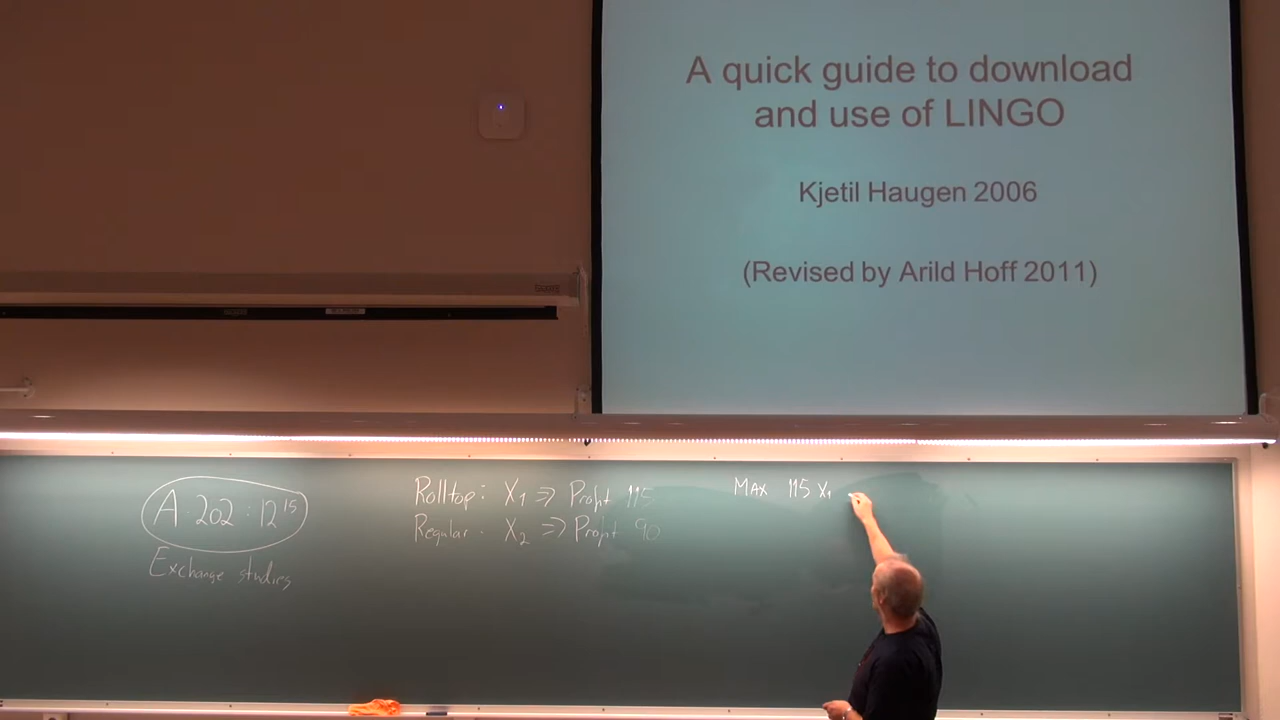 A quick guide to download
and use of LINGO
Kjetil Haugen 2006
(Revised by Arild Hoff 2011)
A.202 : 12¹⁵
Exchange studies
Rolltop: X₁ ⇒ Profit 115
Regular: X₂ ⇒ Profit 90
MAX 115 X₁